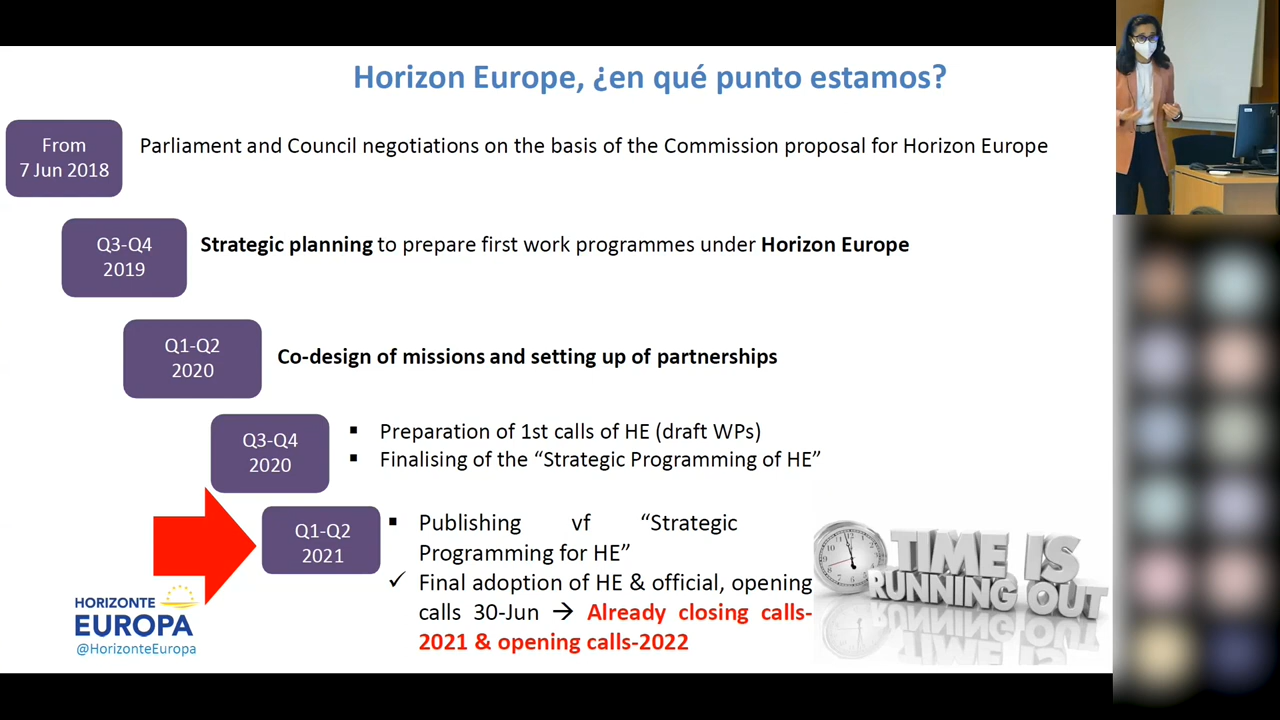 Horizon Europe, ¿en qué punto estamos?
From
7 Jun 2018
Parliament and Council negotiations on the basis of the Commission proposal for Horizon Europe
Q3-Q4
2019
Strategic planning to prepare first work programmes under Horizon Europe
Q1-Q2
2020
Co-design of missions and setting up of partnerships
Q3-Q4
2020
▪ Preparation of 1st calls of HE (draft WPs)
▪ Finalising of the “Strategic Programming of HE”
Q1-Q2
2021
▪ Publishing vf “Strategic
Programming for HE”
✓ Final adoption of HE & official, opening
calls 30-Jun → Already closing calls-
2021 & opening calls-2022
TIME IS
RUNNING OUT
HORIZONTE
EUROPA
@HorizonteEuropa